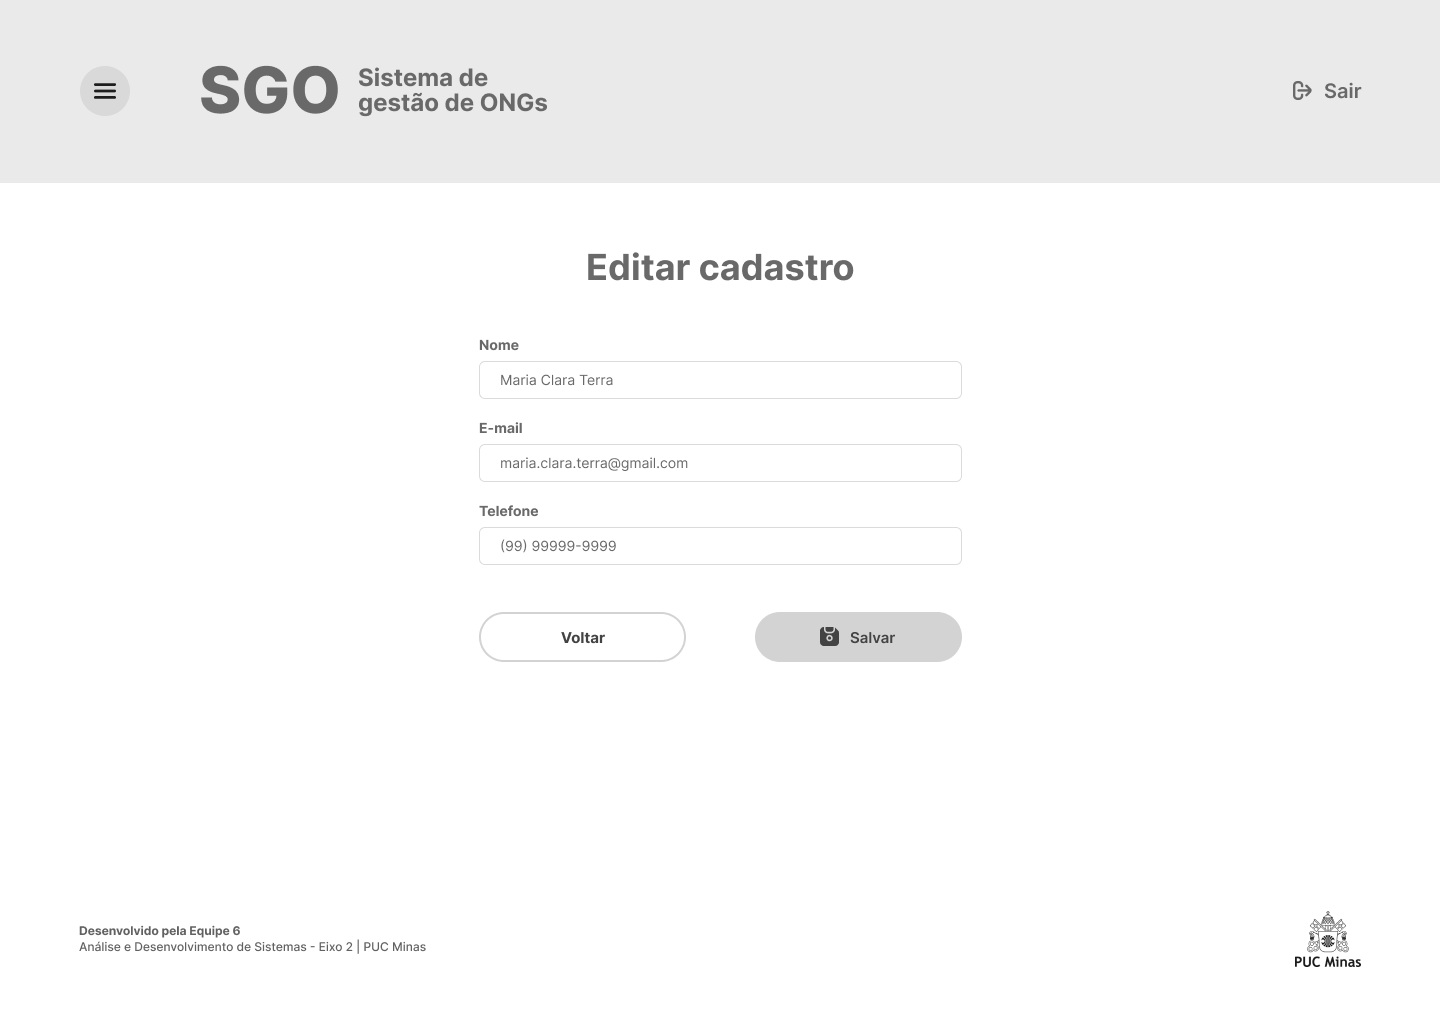 SGO
Sistema de
gestão de ONGs
Sair
Editar cadastro
Nome
Maria Clara Terra
E-mail
maria.clara.terra@gmail.com
Telefone
(99) 99999-9999
Voltar
Salvar
Desenvolvido pela Equipe 6
Análise e Desenvolvimento de Sistemas - Eixo 2 | PUC Minas
PUC Minas